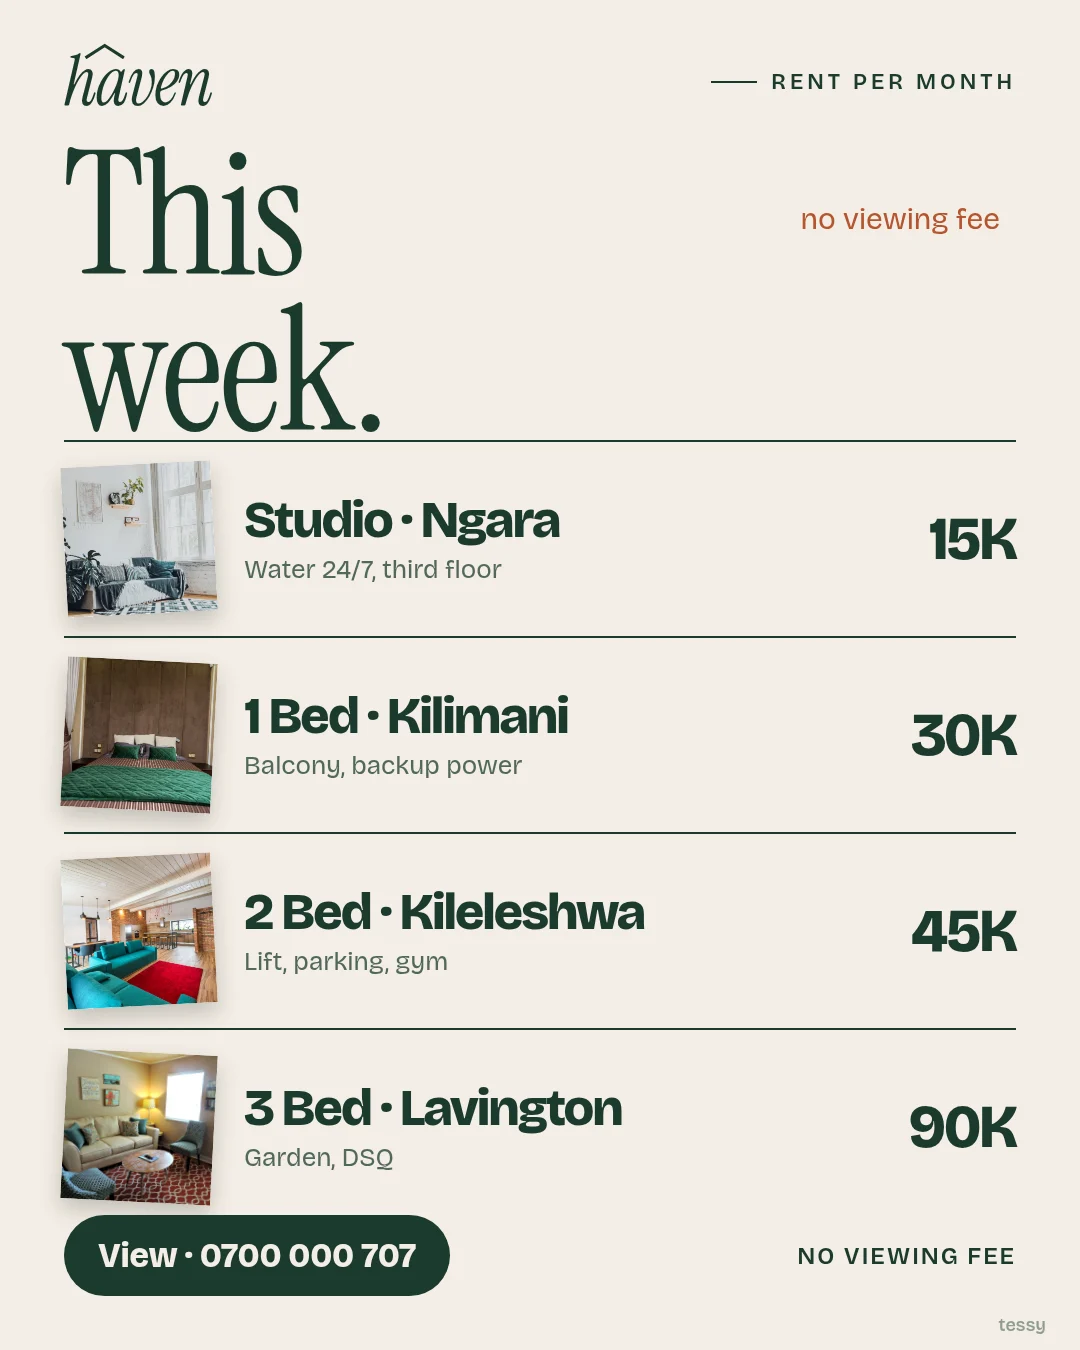 haven
RENT PER MONTH
This
week.
no viewing fee
Studio · Ngara
Water 24/7, third floor
15K
1 Bed · Kilimani
Balcony, backup power
30K
2 Bed · Kileleshwa
Lift, parking, gym
45K
3 Bed · Lavington
Garden, DSQ
90K
View · 0700 000 707
NO VIEWING FEE
tessy